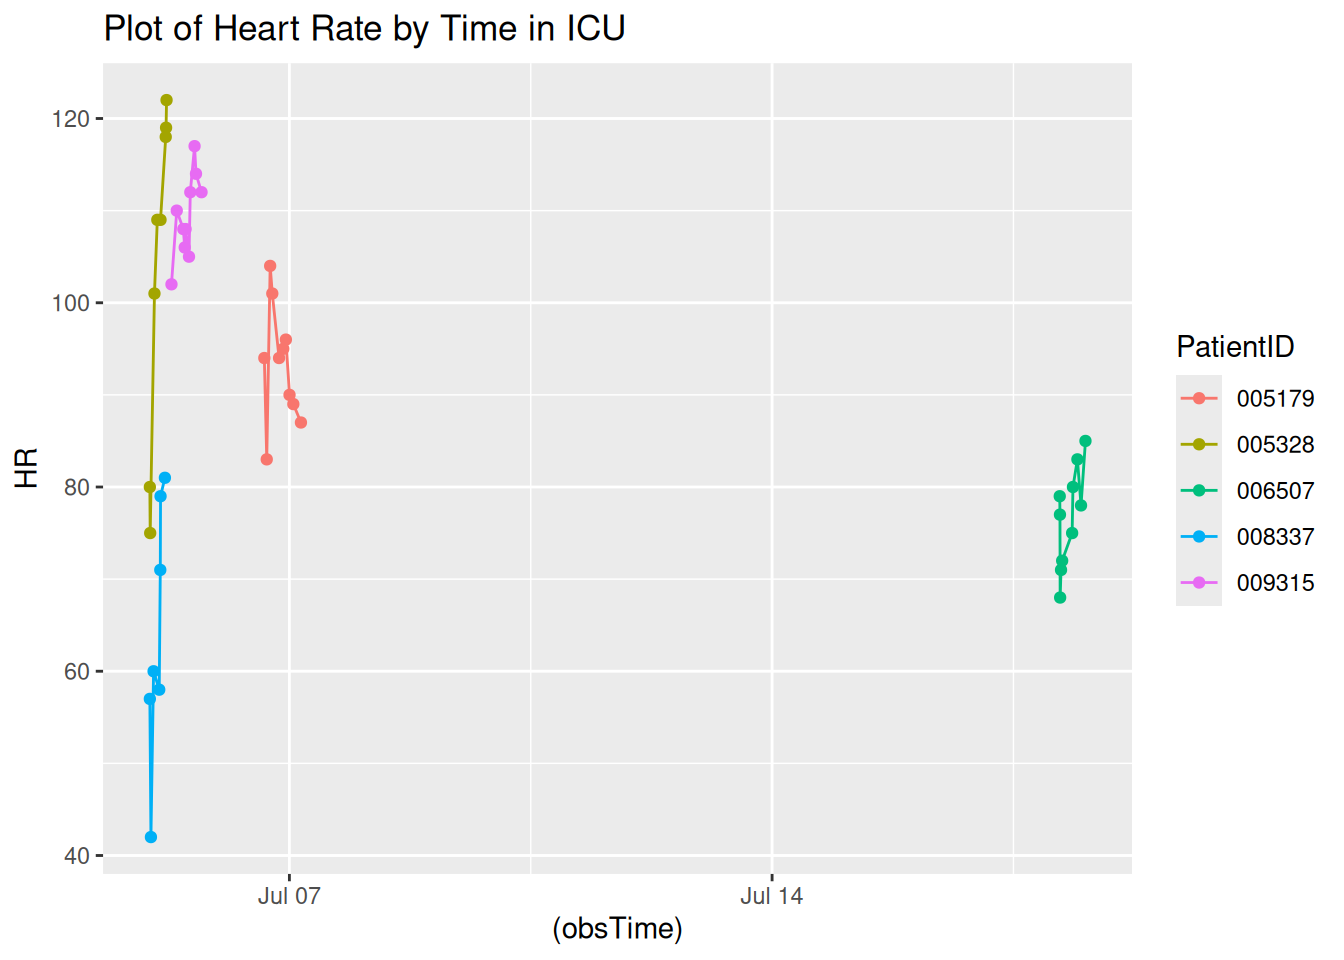 Plot of Heart Rate by Time in ICU
120
100
80
60
40
HR
Jul 07
Jul 14
(obsTime)
PatientID
005179
005328
006507
008337
009315